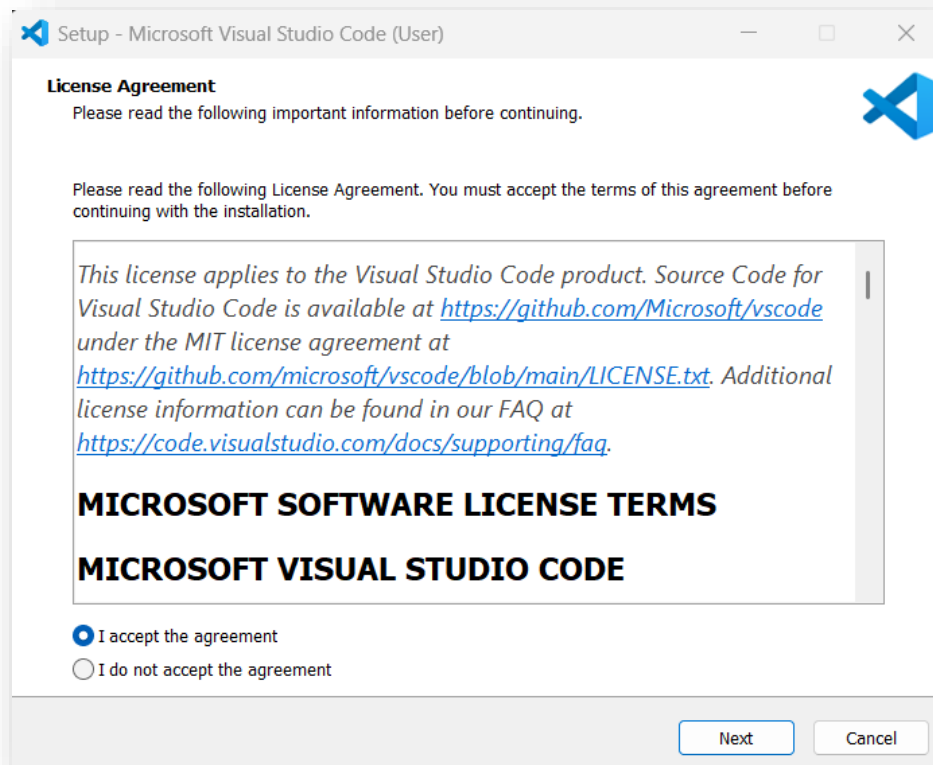 Setup - Microsoft Visual Studio Code (User)
License Agreement
Please read the following important information before continuing.
Please read the following License Agreement. You must accept the terms of this agreement before
continuing with the installation.
This license applies to the Visual Studio Code product. Source Code for
Visual Studio Code is available at https://github.com/Microsoft/vscode
under the MIT license agreement at
https://github.com/microsoft/vscode/blob/main/LICENSE.txt. Additional
license information can be found in our FAQ at
https://code.visualstudio.com/docs/supporting/faq.
MICROSOFT SOFTWARE LICENSE TERMS
MICROSOFT VISUAL STUDIO CODE
I accept the agreement
I do not accept the agreement
Next Cancel